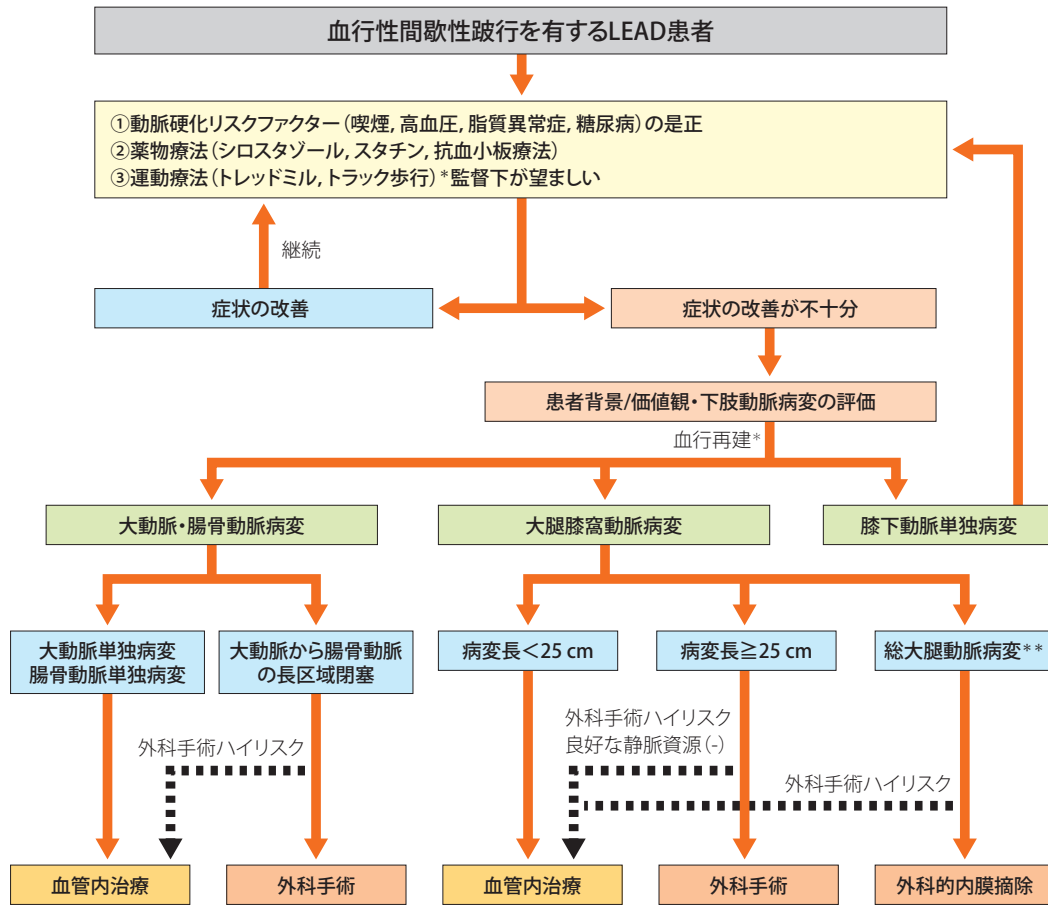 血行性間歇性跛行を有するLEAD患者
①動脈硬化リスクファクター(喫煙, 高血圧, 脂質異常症, 糖尿病)の是正
②薬物療法(シロスタゾール, スタチン, 抗血小板療法)
③運動療法(トレッドミル, トラック歩行)*監督下が望ましい
継続
症状の改善
症状の改善が不十分
患者背景/価値観・下肢動脈病変の評価
血行再建*
大動脈・腸骨動脈病変
大腿膝窩動脈病変
膝下動脈単独病変
大動脈単独病変
腸骨動脈単独病変
大動脈から腸骨動脈
の長区域閉塞
病変長<25 cm
病変長≧25 cm
総大腿動脈病変**
外科手術ハイリスク
外科手術ハイリスク
良好な静脈資源(-)
外科手術ハイリスク
血管内治療
外科手術
血管内治療
外科手術
外科的内膜摘除